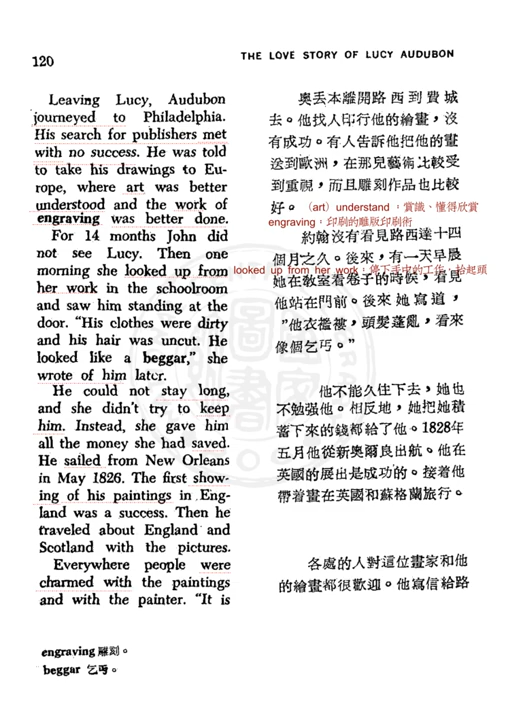 120
THE LOVE STORY OF LUCY AUDUBON
Leaving Lucy, Audubon
journeyed to Philadelphia.
His search for publishers met
with no success. He was told
to take his drawings to Eu-
rope, where art was better
understood and the work of
engraving was better done.
For 14 months John did
not see Lucy. Then one
morning she looked up from
her work in the schoolroom
and saw him standing at the
door. “His clothes were dirty
and his hair was uncut. He
looked like a beggar,” she
wrote of him later.
He could not stay long,
and she didn't try to keep
him. Instead, she gave him
all the money she had saved.
He sailed from New Orleans
in May 1826. The first show-
ing of his paintings in Eng-
land was a success. Then he
traveled about England and
Scotland with the pictures.
Everywhere people were
charmed with the paintings
and with the painter. “It is
奧丟本離開路西到費城
去。他找人印行他的繪畫，沒
有成功。有人告訴他把他的畫
送到歐洲，在那兒藝術比較受
到重視，而且雕刻作品也比較
好。
（art）understand ，賞識、懂得欣賞
engraving，印刷的雕版印刷術
約翰沒有看見路西達十四
個月之久。後來，有一天早晨
looked up from her work，停下手中的工作，抬起頭
她在教室看卷子的時候，看見
他站在門前。後來她寫道，
”他衣襤褸，頭髮蓬亂，看來
像個乞丐。”
他不能久住下去，她也
不勉强他。相反地，她把她積
蓄下來的錢都給了他。1828年
五月他從新奧爾良出航。他在
英國的展出是成功的。接着他
帶着畫在英國和蘇格蘭旅行。
各處的人對這位畫家和他
的繪畫都很歡迎。他寫信給路
engraving 雕刻。
beggar 乞丐。